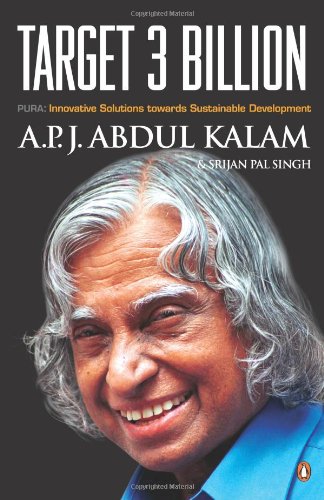 TARGET 3 BILLION
PURA: Innovative Solutions towards Sustainable Development
A.P.J. ABDUL KALAM
& SRIJAN PAL SINGH